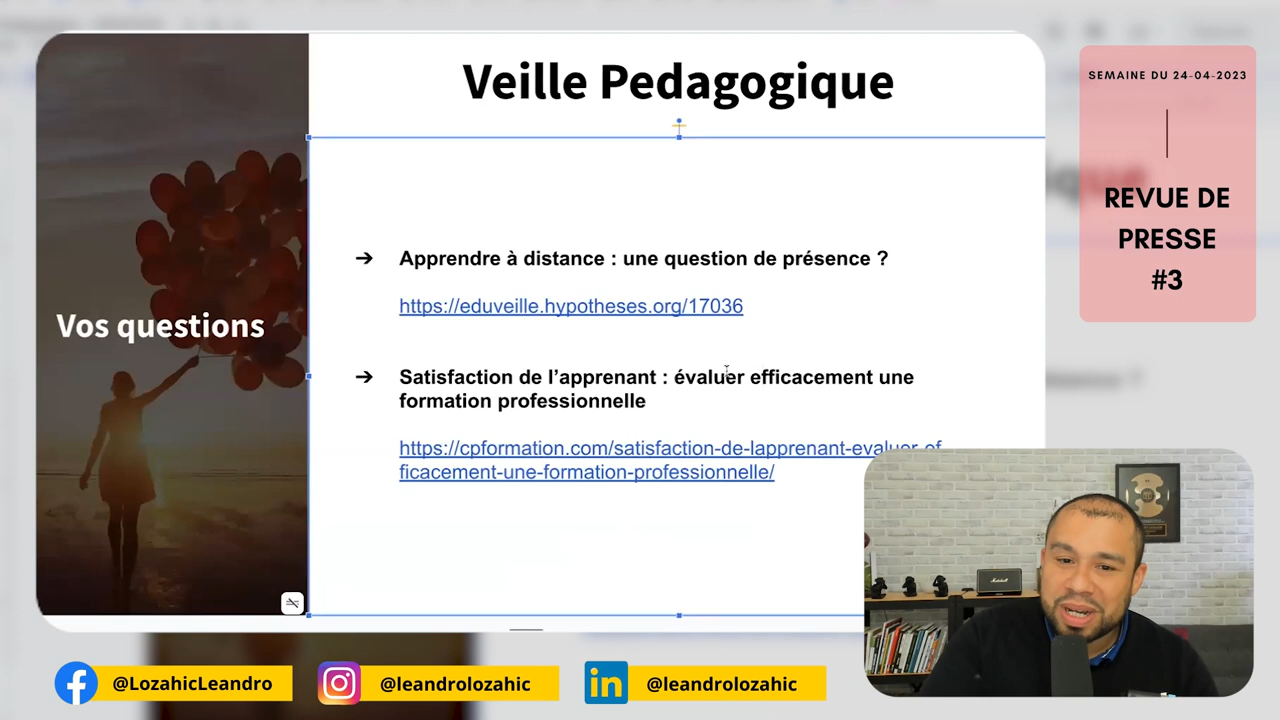 Veille Pedagogique
SEMAINE DU 24-04-2023
REVUE DE
PRESSE
#3
Vos questions
➔ Apprendre à distance : une question de présence ?
https://eduveille.hypotheses.org/17036
➔ Satisfaction de l’apprenant : évaluer efficacement une
formation professionnelle
https://cpformation.com/satisfaction-de-lapprenant-evaluer-ef
ficacement-une-formation-professionnelle/
@LozahicLeandro
@leandrolozahic
@leandrolozahic